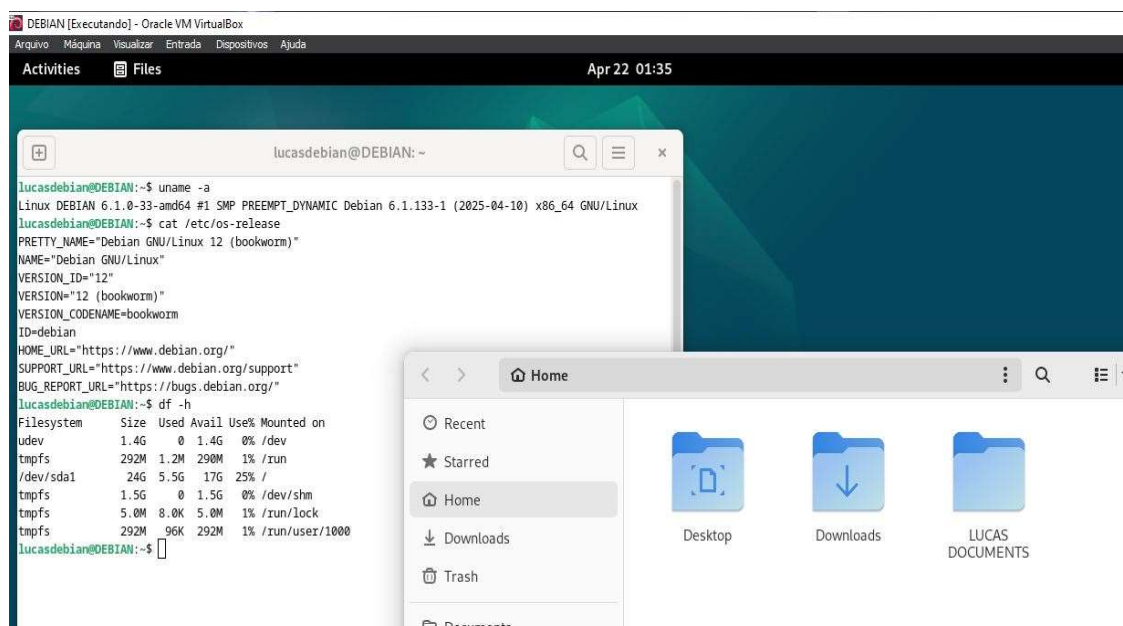 DEBIAN [Executando] - Oracle VM VirtualBox
Arquivo Máquina Visualizar Entrada Dispositivos Ajuda
Activities Files Apr 22 01:35
lucasdebian@DEBIAN: ~
lucasdebian@DEBIAN:~$ uname -a
Linux DEBIAN 6.1.0-33-amd64 #1 SMP PREEMPT_DYNAMIC Debian 6.1.133-1 (2025-04-10) x86_64 GNU/Linux
lucasdebian@DEBIAN:~$ cat /etc/os-release
PRETTY_NAME="Debian GNU/Linux 12 (bookworm)"
NAME="Debian GNU/Linux"
VERSION_ID="12"
VERSION="12 (bookworm)"
VERSION_CODENAME=bookworm
ID=debian
HOME_URL="https://www.debian.org/"
SUPPORT_URL="https://www.debian.org/support"
BUG_REPORT_URL="https://bugs.debian.org/"
lucasdebian@DEBIAN:~$ df -h
Filesystem Size Used Avail Use% Mounted on
udev 1.4G 0 1.4G 0% /dev
tmpfs 292M 1.2M 290M 1% /run
/dev/sda1 24G 5.5G 17G 25% /
tmpfs 1.5G 0 1.5G 0% /dev/shm
tmpfs 5.0M 8.0K 5.0M 1% /run/lock
tmpfs 292M 96K 292M 1% /run/user/1000
lucasdebian@DEBIAN:~$
Home
Recent
Starred
Home
Downloads
Trash
Documents
Desktop
Downloads
LUCAS
DOCUMENTS